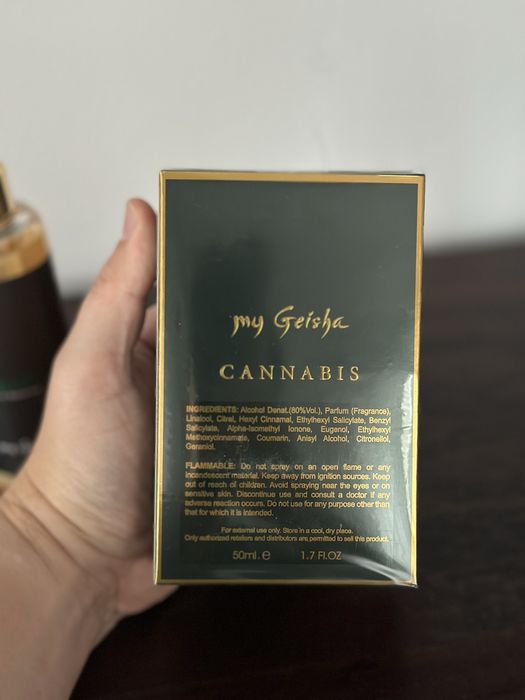 my Geisha
CANNABIS
INGREDIENTS: Alcohol Denat.(80%Vol.), Parfum (Fragrance),
Linalool, Citral, Hexyl Cinnamal, Ethylhexyl Salicylate, Benzyl
Salicylate, Alpha-Isomethyl Ionone, Eugenol, Ethylhexyl
Methoxycinnamate, Coumarin, Anisyl Alcohol, Citronellol,
Geraniol.
FLAMMABLE: Do not spray on an open flame or any
incandescent material. Keep away from ignition sources. Keep
out of reach of children. Avoid spraying near the eyes or on
sensitive skin. Discontinue use and consult a doctor if any
adverse reaction occurs. Do not use for any purpose other than
that for which it is intended.
For external use only. Store in a cool, dry place.
Only authorized retailers and distributors are permitted to sell this product.
50ml. e 1.7 Fl.OZ